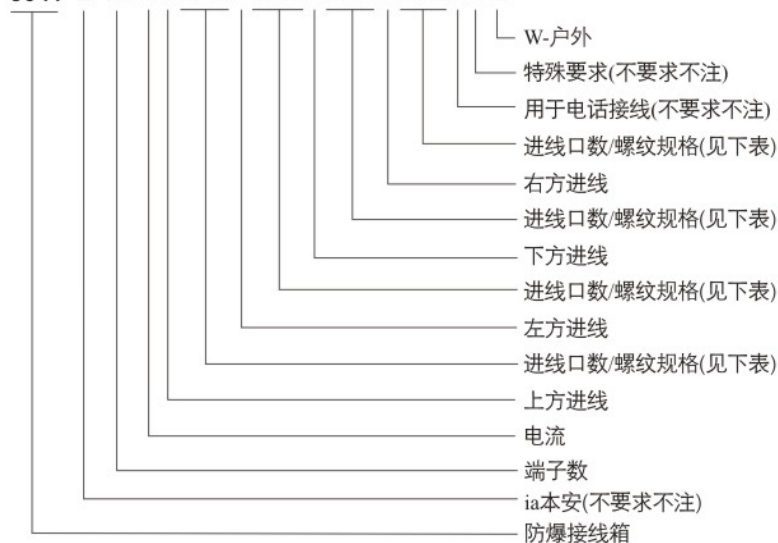 W-户外
特殊要求(不要求不注)
用于电话接线(不要求不注)
进线口数/螺纹规格(见下表)
右方进线
进线口数/螺纹规格(见下表)
下方进线
进线口数/螺纹规格(见下表)
左方进线
进线口数/螺纹规格(见下表)
上方进线
电流
端子数
ia本安(不要求不注)
防爆接线箱